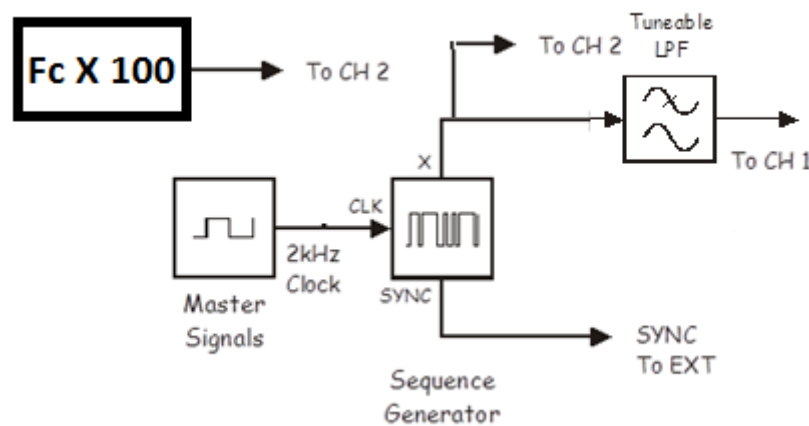 Fc X 100
To CH 2
To CH 2
Tuneable
LPF
To CH 1
X
CLK
2kHz
Clock
SYNC
Master
Signals
SYNC
To EXT
Sequence
Generator